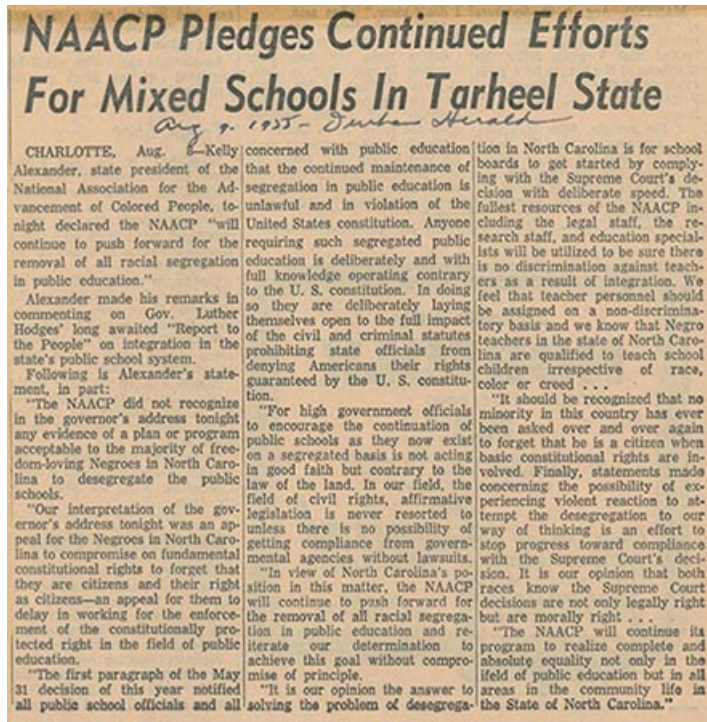 NAACP Pledges Continued Efforts
For Mixed Schools In Tarheel State
Aug 9. 1955- Durham Herald
CHARLOTTE, Aug. 8—Kelly
Alexander, state president of the
National Association for the Ad-
vancement of Colored People, to-
night declared the NAACP "will
continue to push forward for the
removal of all racial segregation
in public education."
Alexander made his remarks in
commenting on Gov. Luther
Hodges' long awaited "Report to
the People" on integration in the
state's public school system.
Following is Alexander's state-
ment, in part:
"The NAACP did not recognize
in the governor's address tonight
any evidence of a plan or program
acceptable to the majority of free-
dom-loving Negroes in North Caro-
lina to desegregate the public
schools.
"Our interpretation of the gov-
ernor's address tonight was an ap-
peal for the Negroes in North Caro-
lina to compromise on fundamental
constitutional rights to forget that
they are citizens and their right
as citizens—an appeal for them to
delay in working for the enforce-
ment of the constitutionally pro-
tected right in the field of public
education.
"The first paragraph of the May
31 decision of this year notified
all public school officials and all
concerned with public education
that the continued maintenance of
segregation in public education is
unlawful and in violation of the
United States constitution. Anyone
requiring such segregated public
education is deliberately and with
full knowledge operating contrary
to the U. S. constitution. In doing
so they are deliberately laying
themselves open to the full impact
of the civil and criminal statutes
prohibiting state officials from
denying Americans their rights
guaranteed by the U. S. constitu-
tion.
"For high government officials
to encourage the continuation of
public schools as they now exist
on a segregated basis is not acting
in good faith but contrary to the
law of the land. In our field, the
field of civil rights, affirmative
legislation is never resorted to
unless there is no possibility of
getting compliance from govern-
mental agencies without lawsuits.
"In view of North Carolina's po-
sition in this matter, the NAACP
will continue to push forward for
the removal of all racial segrega-
tion in public education and re-
iterate our determination to
achieve this goal without compro-
mise of principle.
"It is our opinion the answer to
solving the problem of desegrega-
tion in North Carolina is for school
boards to get started by comply-
ing with the Supreme Court's de-
cision with deliberate speed. The
fullest resources of the NAACP in-
cluding the legal staff, the re-
search staff, and education special-
ists will be utilized to be sure there
is no discrimination against teach-
ers as a result of integration. We
feel that teacher personnel should
be assigned on a non-discrimina-
tory basis and we know that Negro
teachers in the state of North Caro-
lina are qualified to teach school
children irrespective of race,
color or creed . . .
"It should be recognized that no
minority in this country has ever
been asked over and over again
to forget that he is a citizen when
basic constitutional rights are in-
volved. Finally, statements made
concerning the possibility of ex-
periencing violent reaction to at-
tempt the desegregation to our
way of thinking is an effort to
stop progress toward compliance
with the Supreme Court's deci-
sion. It is our opinion that both
races know the Supreme Court
decisions are not only legally right
but are morally right . . .
"The NAACP will continue its
program to realize complete and
absolute equality not only in the
ifeld of public education but in all
areas in the community life in
the State of North Carolina."